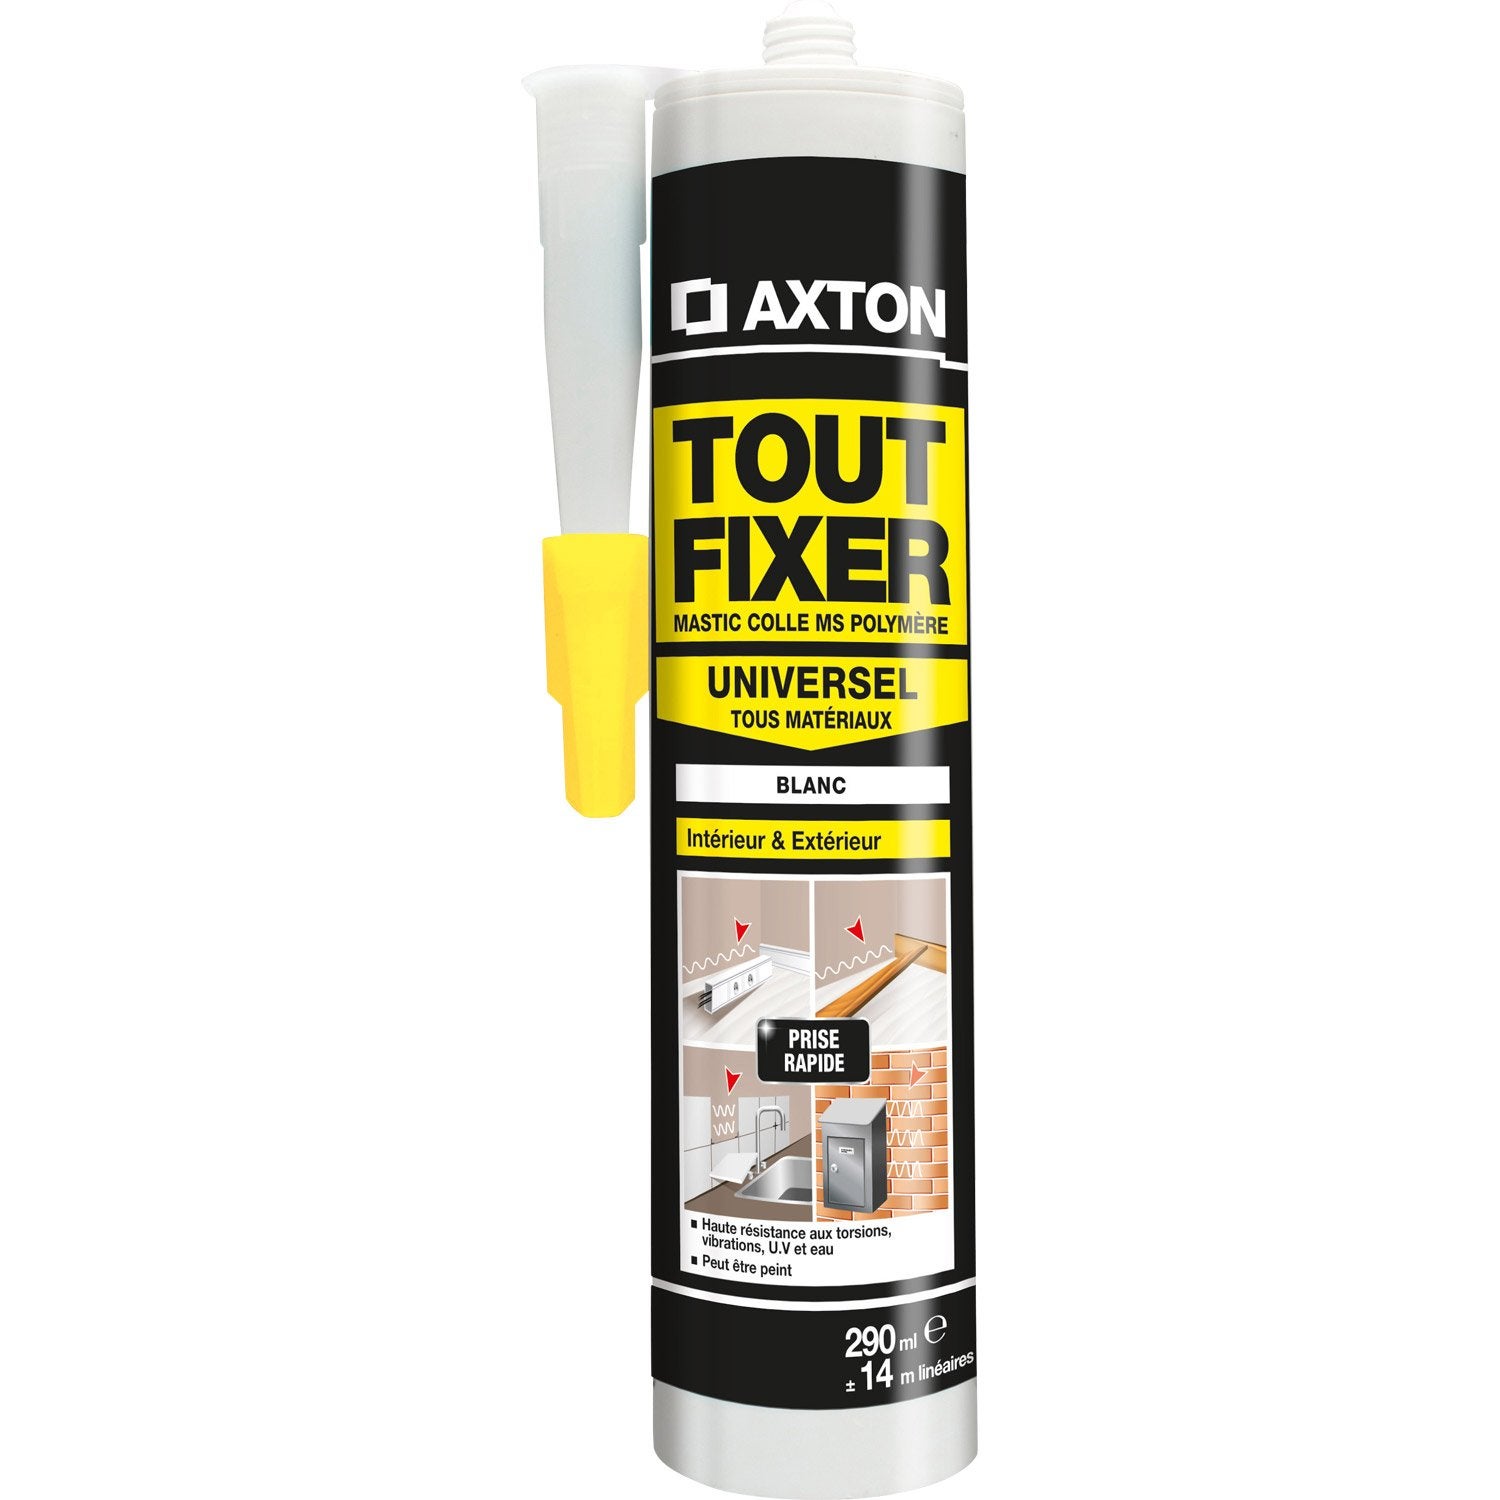 AXTON
TOUT
FIXER
MASTIC COLLE MS POLYMÈRE
UNIVERSEL
TOUS MATÉRIAUX
BLANC
Intérieur & Extérieur
PRISE
RAPIDE
■ Haute résistance aux torsions,
vibrations, U.V et eau
■ Peut être peint
290 ml e
± 14 m linéaires